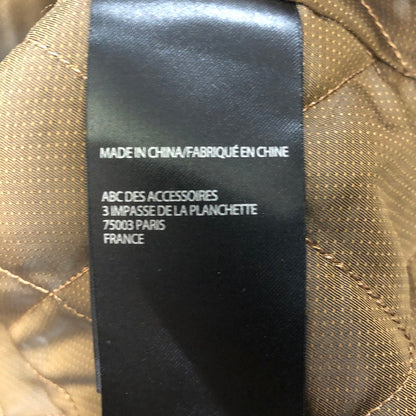 MADE IN CHINA/FABRIQUÉ EN CHINE
ABC DES ACCESSOIRES
3 IMPASSE DE LA PLANCHETTE
75003 PARIS
FRANCE